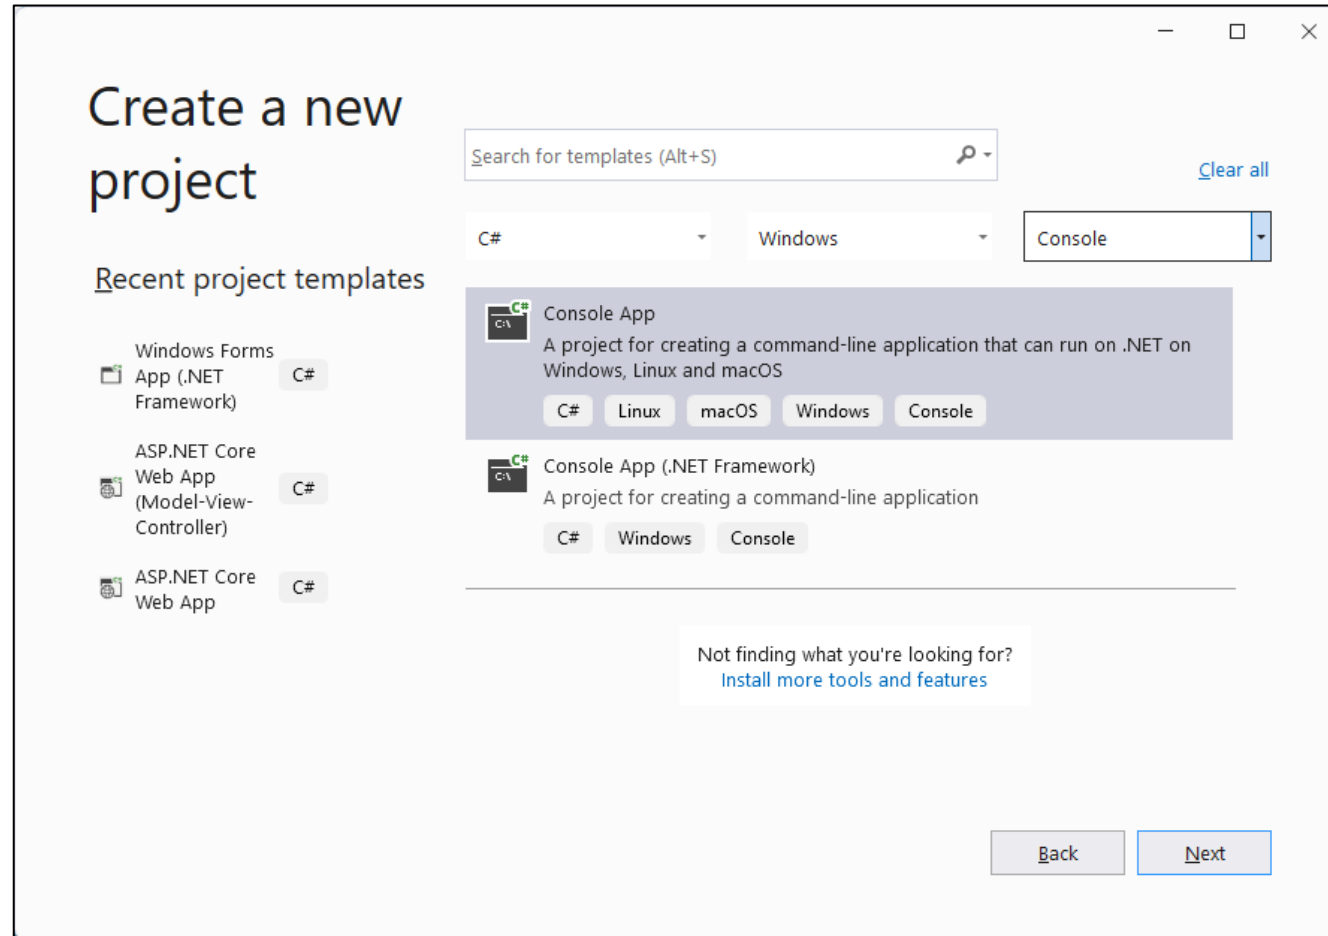 Create a new
project
Search for templates (Alt+S)
Clear all
C#
Windows
Console
Recent project templates
Windows Forms
App (.NET
Framework)
C#
ASP.NET Core
Web App
(Model-View-
Controller)
C#
ASP.NET Core
Web App
C#
C#
C:\
Console App
A project for creating a command-line application that can run on .NET on
Windows, Linux and macOS
C#
Linux
macOS
Windows
Console
C#
C:\
Console App (.NET Framework)
A project for creating a command-line application
C#
Windows
Console
Not finding what you're looking for?
Install more tools and features
Back
Next